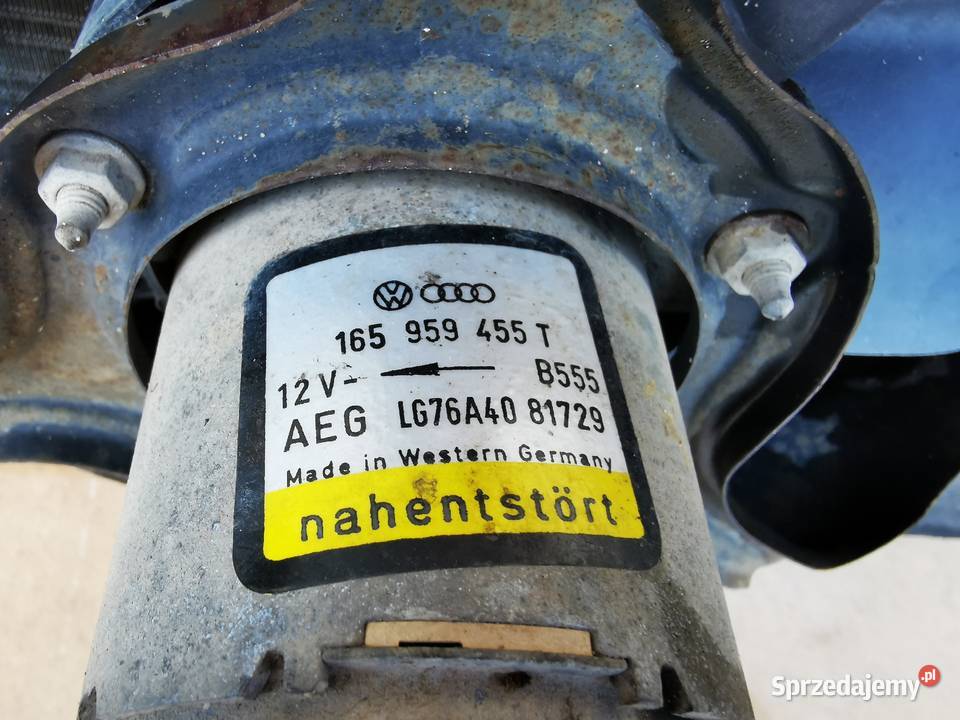 165 959 455 T
12 V- B555
AEG LG76A40 81729
Made in Western Germany
nahentstört
Sprzedajemy.pl